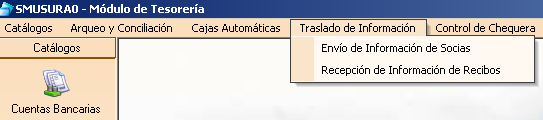 SMUSURA0 - Módulo de Tesorería
Catálogos Arqueo y Conciliación Cajas Automáticas Traslado de Información Control de Chequera
Catálogos
Envío de Información de Socias
Recepción de Información de Recibos
Cuentas Bancarias